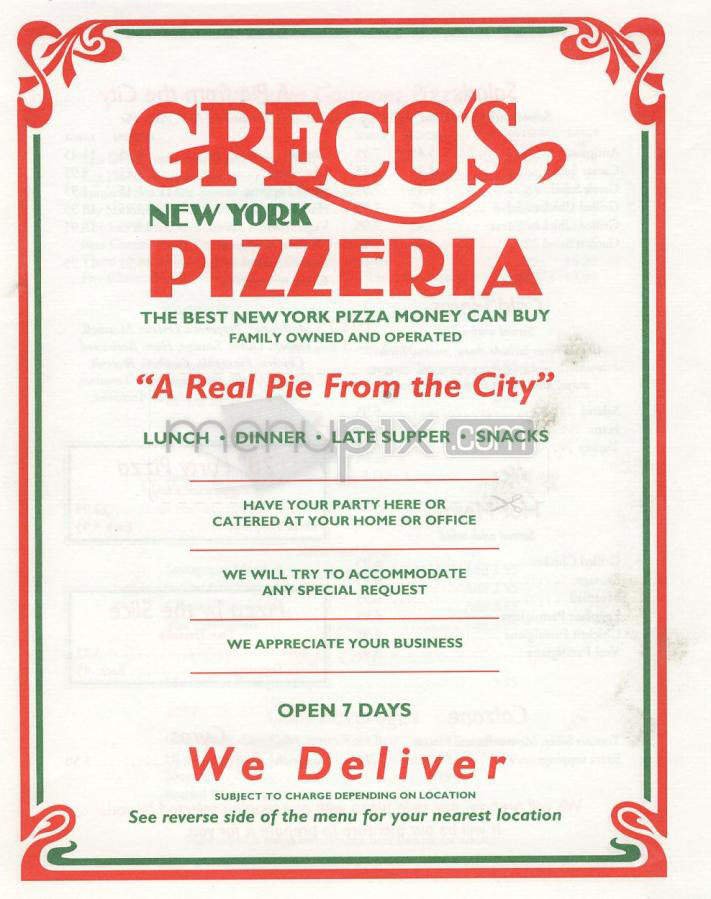 GRECO'S
NEW YORK
PIZZERIA
THE BEST NEW YORK PIZZA MONEY CAN BUY
FAMILY OWNED AND OPERATED
"A Real Pie From the City"
menupix.com
LUNCH • DINNER • LATE SUPPER • SNACKS
HAVE YOUR PARTY HERE OR
CATERED AT YOUR HOME OR OFFICE
WE WILL TRY TO ACCOMMODATE
ANY SPECIAL REQUEST
WE APPRECIATE YOUR BUSINESS
OPEN 7 DAYS
We Deliver
SUBJECT TO CHARGE DEPENDING ON LOCATION
See reverse side of the menu for your nearest location